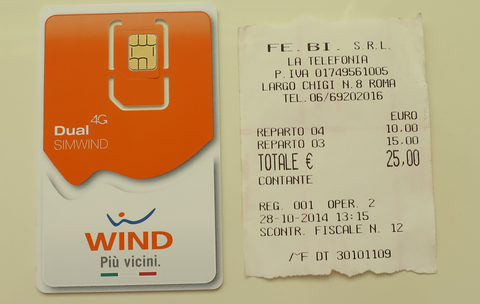 4G
Dual
SIMWIND
WIND
Più vicini.
FE.BI. S.R.L.
LA TELEFONIA
P.IVA 01749561005
LARGO CHIGI N.8 ROMA
TEL.06/69202016
EURO
REPARTO 04 10,00
REPARTO 03 15,00
TOTALE € 25,00
CONTANTE
REG. 001 OPER. 2
28-10-2014 13:15
SCONTR. FISCALE N. 12
DT 30101109